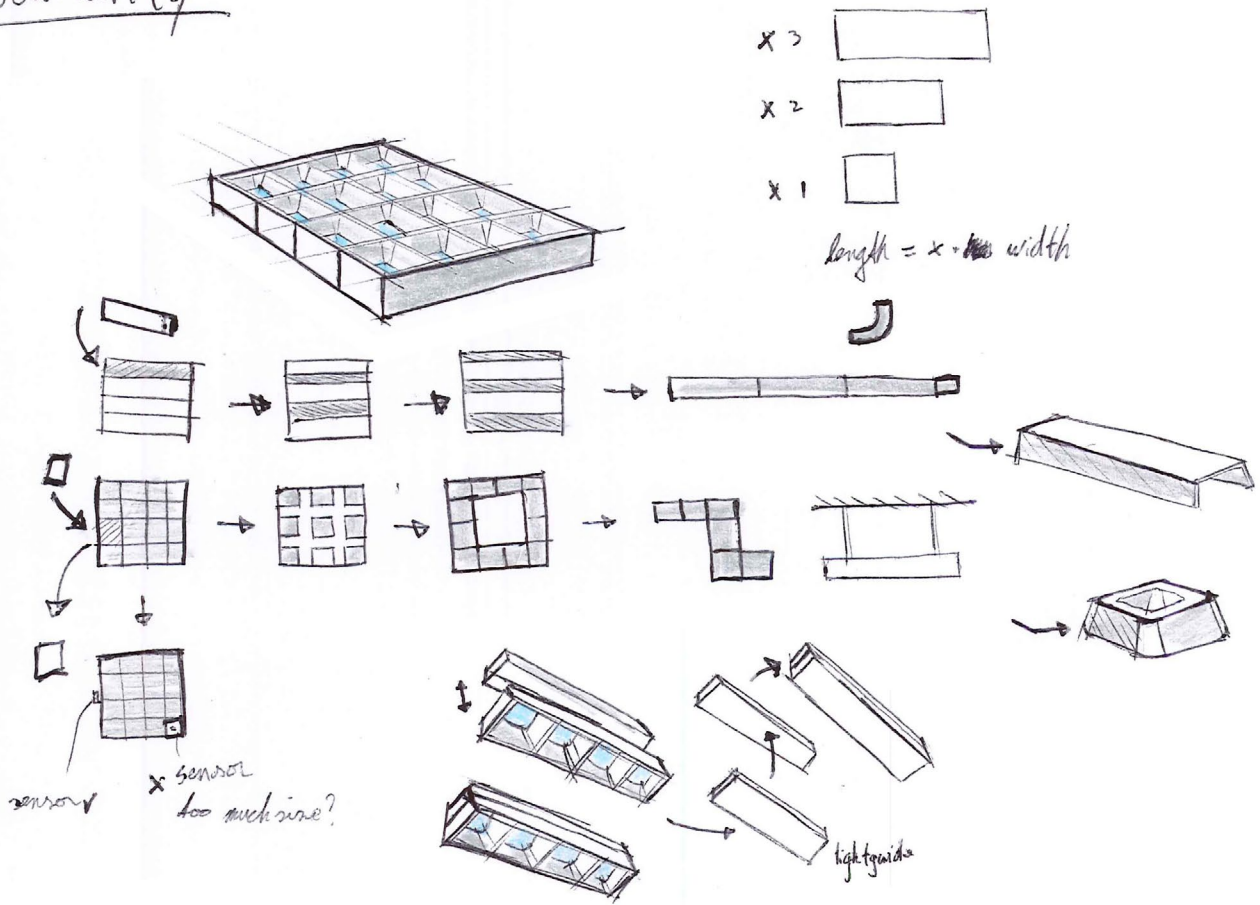 x 3
x 2
x 1
length = x · width
sensor ✓
x sensor
too much size?
lightguide